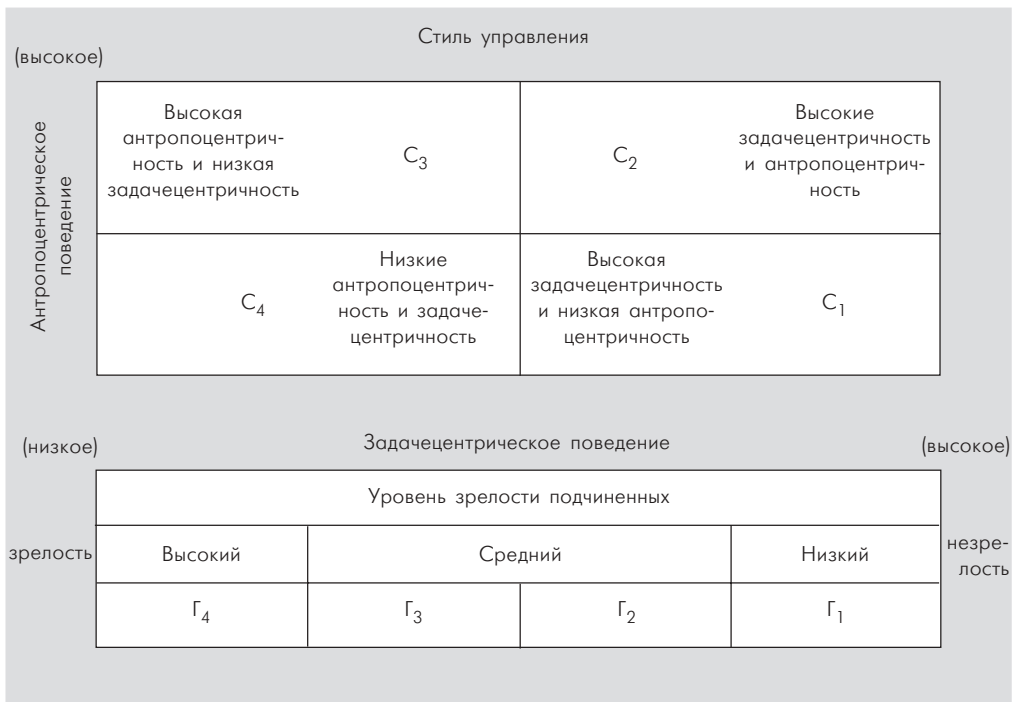 Стиль управления
(высокое)
Антропоцентрическое
поведение
Высокая
антропоцентрич-
ность и низкая
задачецентричность
С3
С2
Высокие
задачецентричность
и антропоцентрич-
ность
С4
Низкие
антропоцентрич-
ность и задаче-
центричность
Высокая
задачецентричность
и низкая антропо-
центричность
С1
(низкое)
Задачецентрическое поведение
(высокое)
Уровень зрелости подчиненных
зрелость
Высокий
Средний
Низкий
незре-
лость
Г4
Г3
Г2
Г1